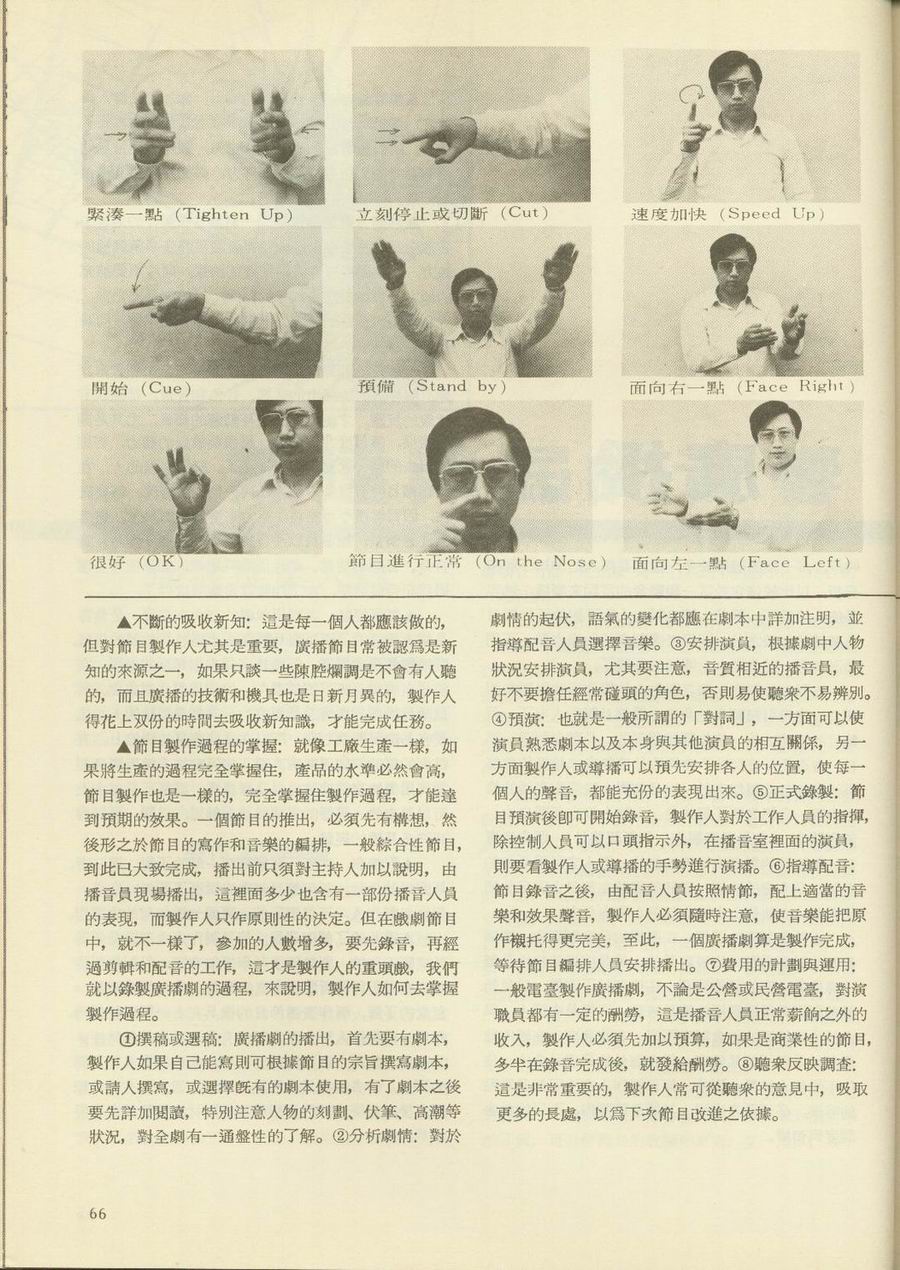 緊湊一點 (Tighten Up)
立刻停止或切斷 (Cut)
速度加快 (Speed Up)
開始 (Cue)
預備 (Stand by)
面向右一點 (Face Right)
很好 (OK)
節目進行正常 (On the Nose)
面向左一點 (Face Left)
▲不斷的吸收新知：這是每一個人都應該做的，
但對節目製作人尤其是重要，廣播節目常被認爲是新
知的來源之一，如果只談一些陳腔爛調是不會有人聽
的，而且廣播的技術和機具也是日新月異的，製作人
得花上双份的時間去吸收新知識，才能完成任務。
▲節目製作過程的掌握：就像工廠生產一樣，如
果將生產的過程完全掌握住，產品的水準必然會高，
節目製作也是一樣的，完全掌握住製作過程，才能達
到預期的效果。一個節目的推出，必須先有構想，然
後形之於節目的寫作和音樂的編排，一般綜合性節目，
到此已大致完成，播出前只須對主持人加以說明，由
播音員現場播出，這裡面多少也含有一部份播音人員
的表現，而製作人只作原則性的決定。但在戲劇節目
中，就不一樣了，參加的人數增多，要先錄音，再經
過剪輯和配音的工作，這才是製作人的重頭戲，我們
就以錄製廣播劇的過程，來說明，製作人如何去掌握
製作過程。
①撰稿或選稿：廣播劇的播出，首先要有劇本，
製作人如果自己能寫則可根據節目的宗旨撰寫劇本，
或請人撰寫，或選擇旣有的劇本使用，有了劇本之後
要先詳加閱讀，特別注意人物的刻劃、伏筆、高潮等
狀況，對全劇有一通盤性的了解。②分析劇情：對於
劇情的起伏，語氣的變化都應在劇本中詳加注明，並
指導配音人員選擇音樂。③安排演員，根據劇中人物
狀況安排演員，尤其要注意，音質相近的播音員，最
好不要擔任經常碰頭的角色，否則易使聽衆不易辨別。
④預演：也就是一般所謂的「對詞」，一方面可以使
演員熟悉劇本以及本身與其他演員的相互關係，另一
方面製作人或導播可以預先安排各人的位置，使每一
個人的聲音，都能充份的表現出來。⑤正式錄製：節
目預演後卽可開始錄音，製作人對於工作人員的指揮，
除控制人員可以口頭指示外，在播音室裡面的演員，
則要看製作人或導播的手勢進行演播。⑥指導配音：
節目錄音之後，由配音人員按照情節，配上適當的音
樂和效果聲音，製作人必須隨時注意，使音樂能把原
作襯托得更完美，至此，一個廣播劇算是製作完成，
等待節目編排人員安排播出。⑦費用的計劃與運用：
一般電臺製作廣播劇，不論是公營或民營電臺，對演
職員都有一定的酬勞，這是播音人員正常薪餉之外的
收入，製作人必須先加以預算，如果是商業性的節目，
多半在錄音完成後，就發給酬勞。⑧聽衆反映調查：
這是非常重要的，製作人常可從聽衆的意見中，吸取
更多的長處，以爲下次節目改進之依據。
66